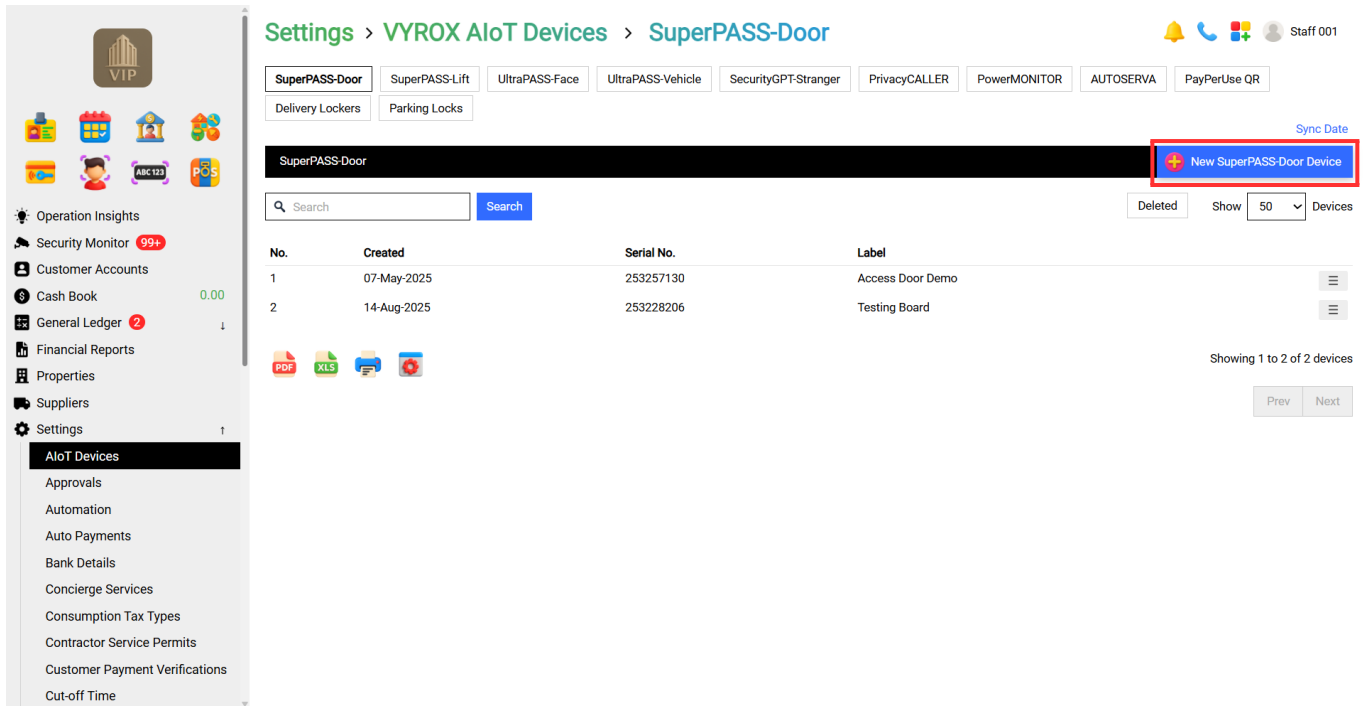 VIP
ABC 123
POS
Operation Insights
Security Monitor 99+
Customer Accounts
Cash Book 0.00
General Ledger 2 ↓
Financial Reports
Properties
Suppliers
Settings ↑
AIoT Devices
Approvals
Automation
Auto Payments
Bank Details
Concierge Services
Consumption Tax Types
Contractor Service Permits
Customer Payment Verifications
Cut-off Time
Settings › VYROX AIoT Devices › SuperPASS-Door
Staff 001
SuperPASS-Door SuperPASS-Lift UltraPASS-Face UltraPASS-Vehicle SecurityGPT-Stranger PrivacyCALLER PowerMONITOR AUTOSERVA PayPerUse QR
Delivery Lockers Parking Locks
Sync Date
SuperPASS-Door New SuperPASS-Door Device
Search Search Deleted Show 50 Devices
No. Created Serial No. Label
1 07-May-2025 253257130 Access Door Demo
2 14-Aug-2025 253228206 Testing Board
PDF XLS
Showing 1 to 2 of 2 devices
Prev Next